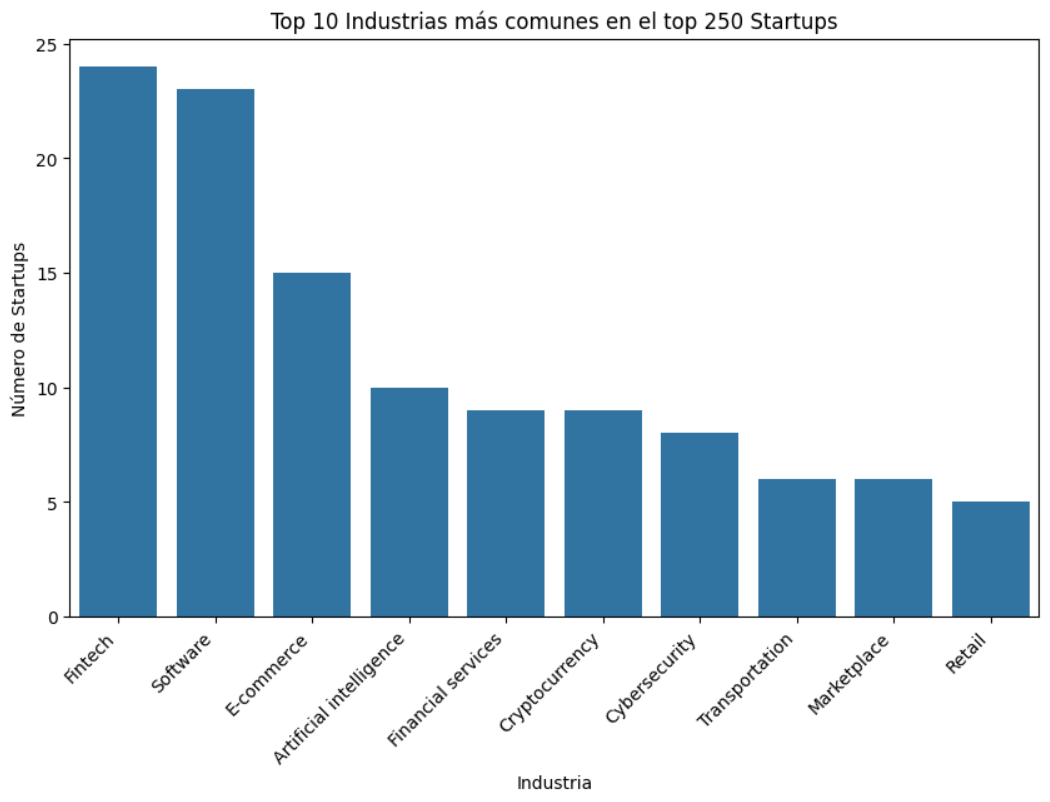 Top 10 Industrias más comunes en el top 250 Startups
25
20
15
10
5
0
Número de Startups
Fintech
Software
E-commerce
Artificial intelligence
Financial services
Cryptocurrency
Cybersecurity
Transportation
Marketplace
Retail
Industria